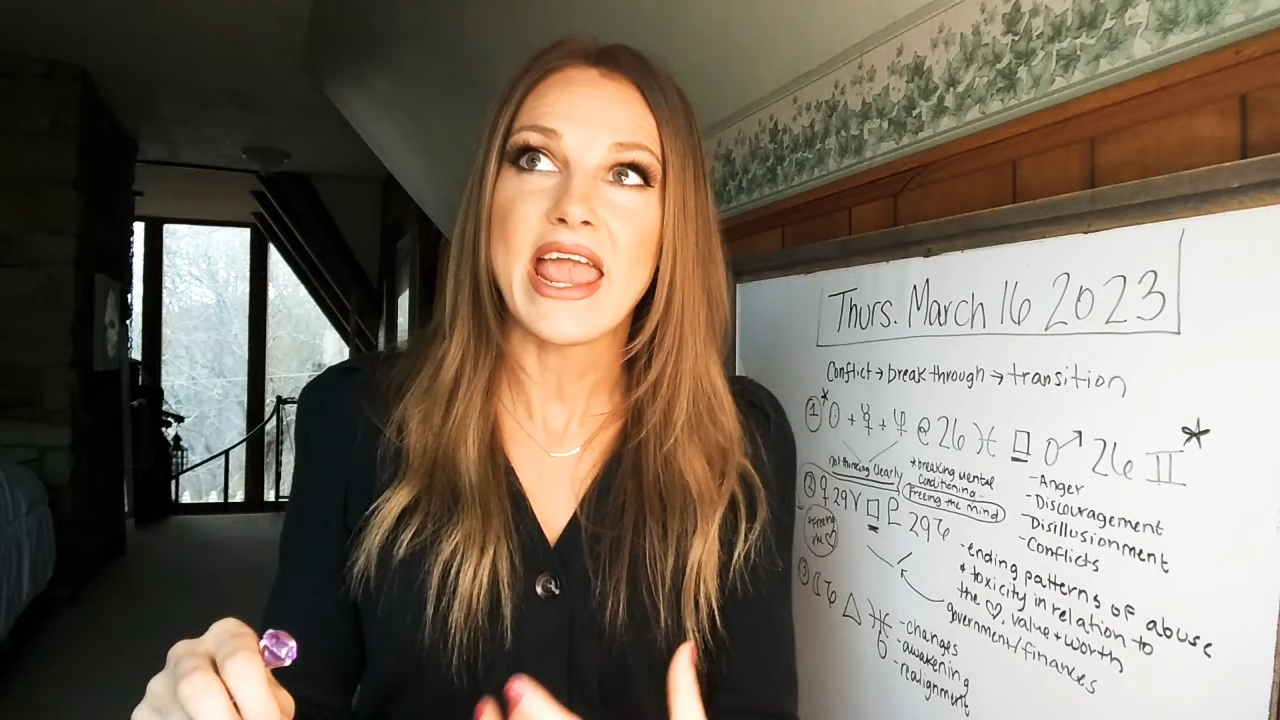 Thurs. March 16 2023
Conflict → break through → transition
① *☉ + ☿ + ♆ @ 26 ♓ □ ♂ 26 ♊ *
not thinking clearly
*breaking mental
conditioning -
Freeing the mind
- Anger
- Discouragement
- Disillusionment
- Conflicts
② ♀ 29 ♈ □ ♇ 29 ♑
*Freeing
the ♡
- ending patterns of abuse
+ toxicity in relation to
the ♡, value + worth
government/finances
③ ☾ ♑ △ ♅
- changes
- awakening
- realignment